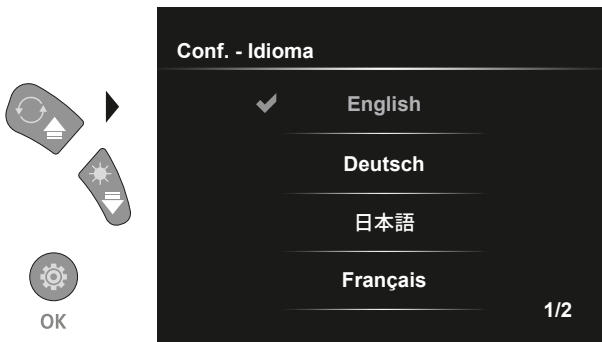 Conf. - Idioma
English
Deutsch
日本語
Français
1/2
OK